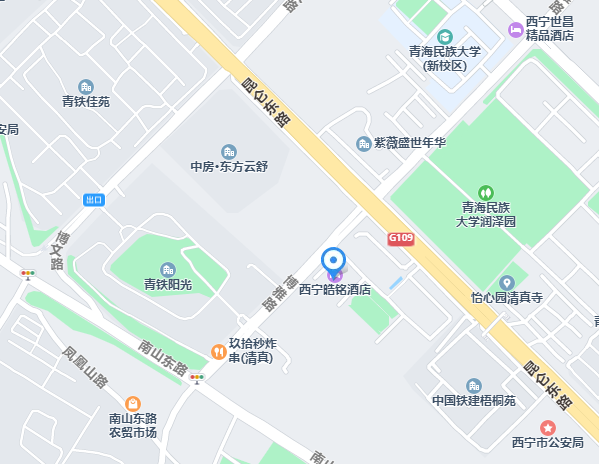 西宁世昌
精品酒店
青海民族大学
(新校区)
青铁佳苑
昆仑东路
安局
紫薇盛世年华
中房·东方云舒
出口
青海民族
大学润泽园
博文路
G109
青铁阳光
博雅路
西宁皓铭酒店
怡心园清真寺
青
南山东路
玖拾秒炸
串(清真)
凤凰山路
昆仑东路
中国铁建梧桐苑
南山东路
农贸市场
西宁市公安局
南山